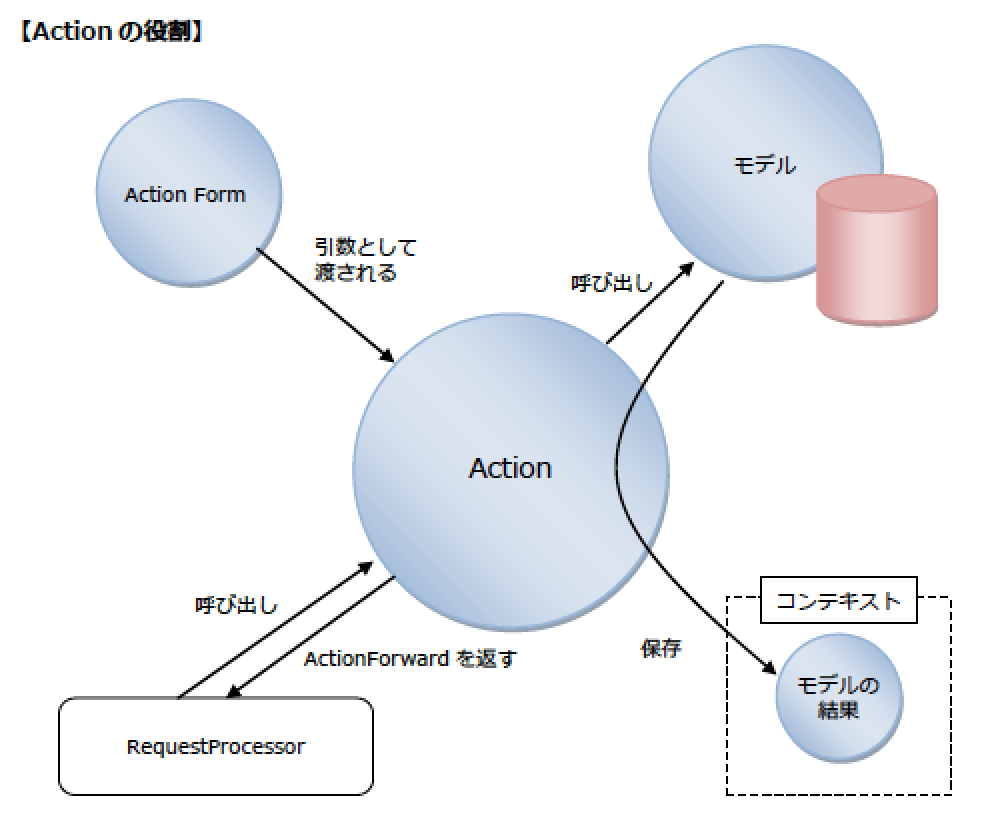 【Action の役割】
Action Form
モデル
引数として
渡される
呼び出し
Action
呼び出し
ActionForward を返す
保存
コンテキスト
モデルの
結果
RequestProcessor